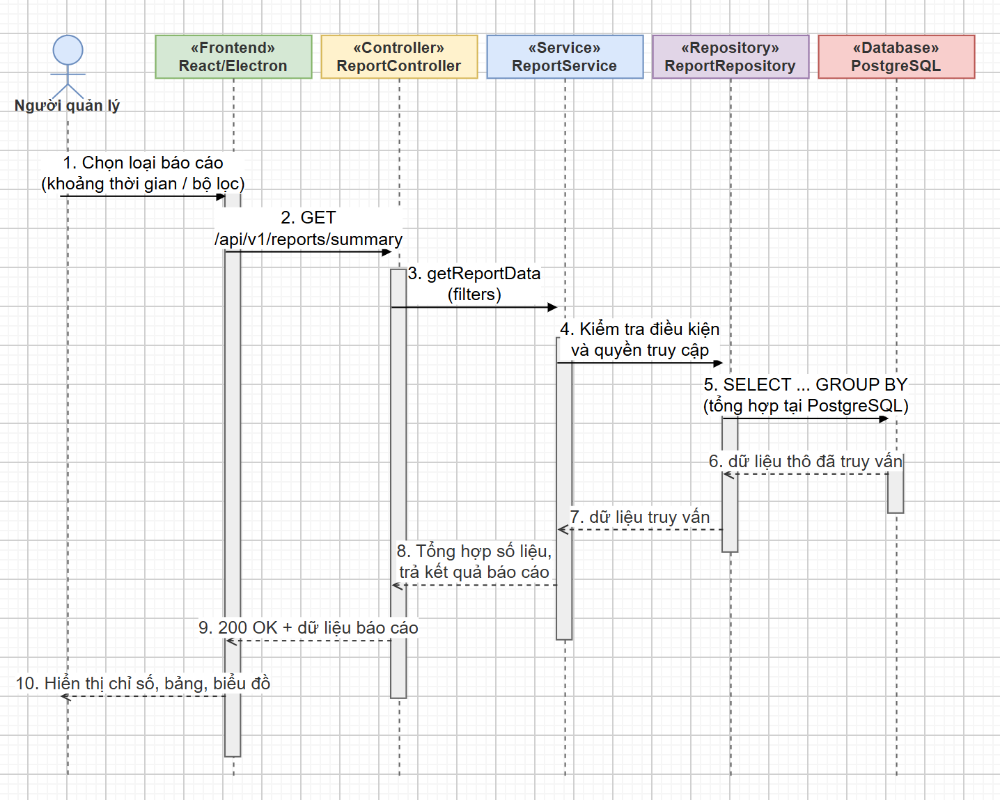 «Frontend»
React/Electron
«Controller»
ReportController
«Service»
ReportService
«Repository»
ReportRepository
«Database»
PostgreSQL
Người quản lý
1. Chọn loại báo cáo
(khoảng thời gian / bộ lọc)
2. GET
/api/v1/reports/summary
3. getReportData
(filters)
4. Kiểm tra điều kiện
và quyền truy cập
5. SELECT ... GROUP BY
(tổng hợp tại PostgreSQL)
6. dữ liệu thô đã truy vấn
7. dữ liệu truy vấn
8. Tổng hợp số liệu,
trả kết quả báo cáo
9. 200 OK + dữ liệu báo cáo
10. Hiển thị chỉ số, bảng, biểu đồ